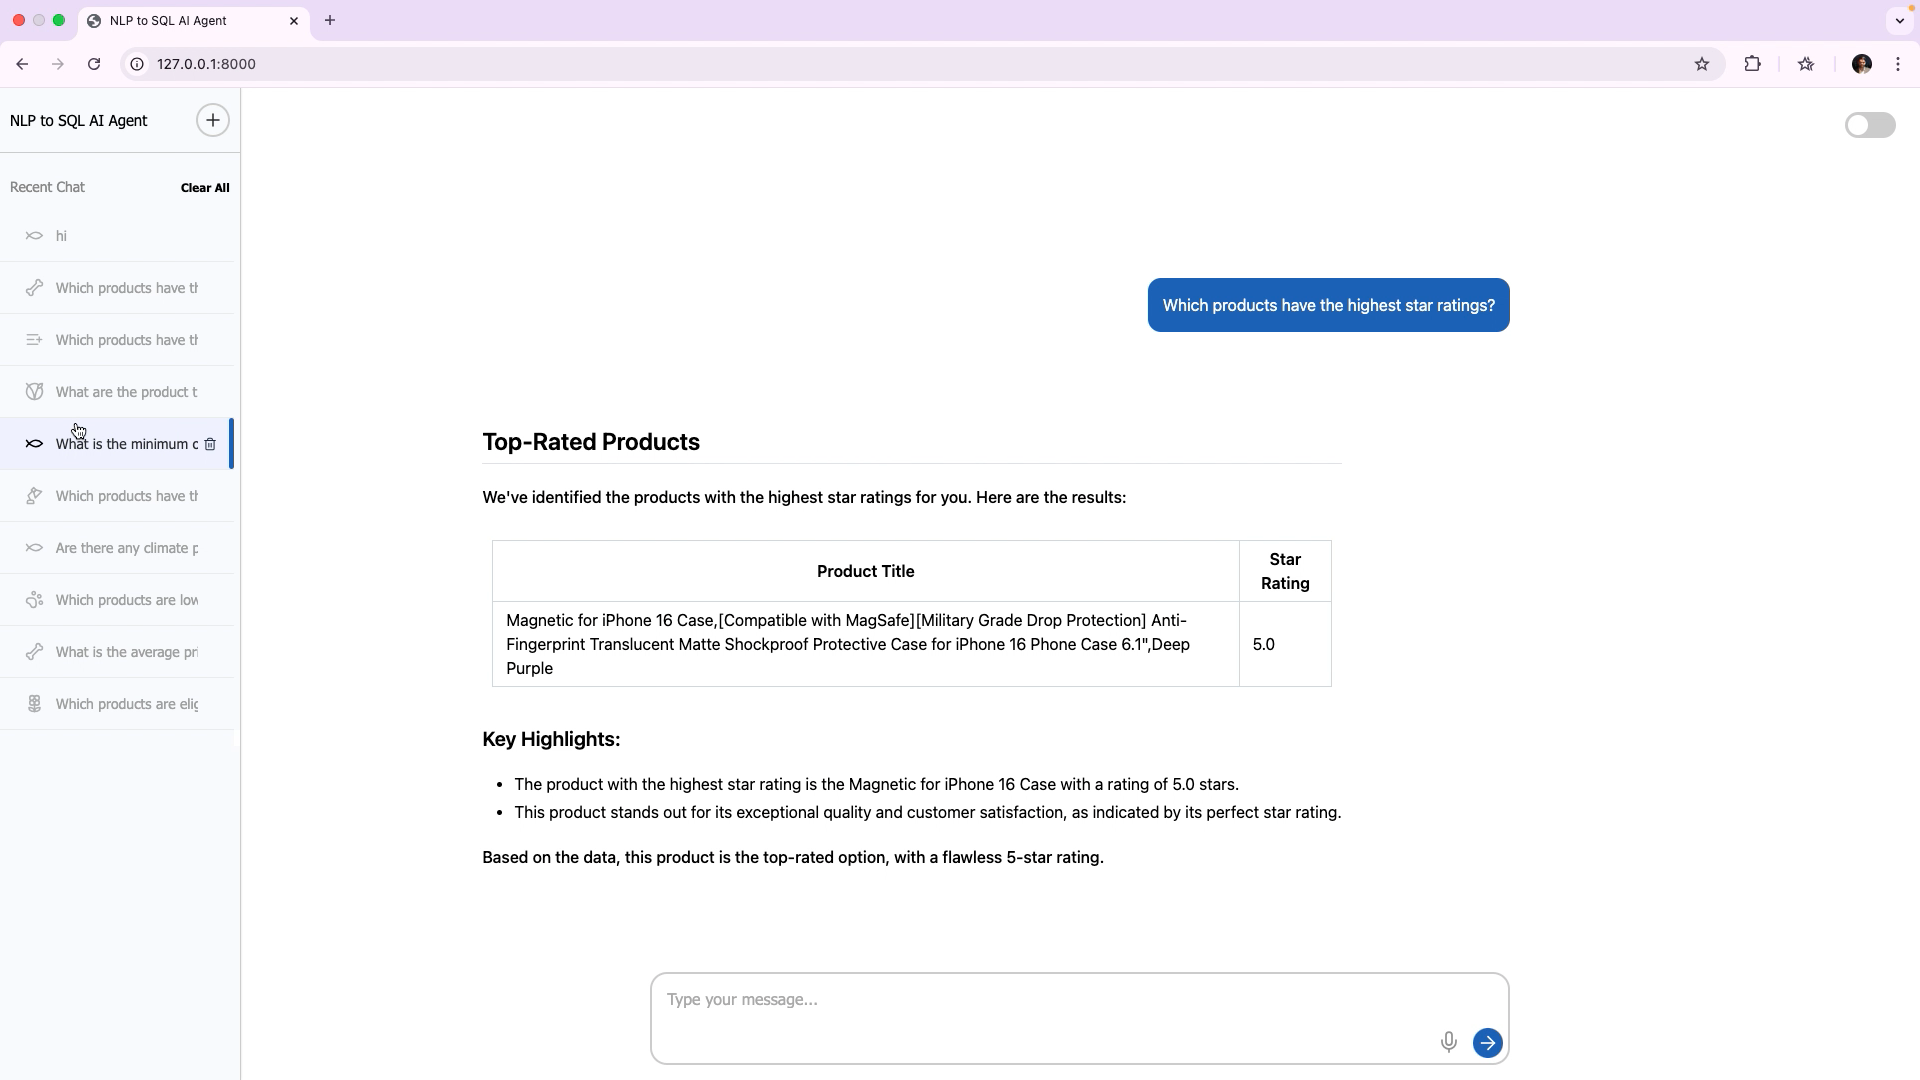 NLP to SQL AI Agent
127.0.0.1:8000
NLP to SQL AI Agent
Recent Chat
Clear All
hi
Which products have th
Which products have th
What are the product t
What is the minimum c
Which products have th
Are there any climate p
Which products are low
What is the average pri
Which products are elig
Which products have the highest star ratings?
Top-Rated Products
We've identified the products with the highest star ratings for you. Here are the results:
Product Title
Star
Rating
Magnetic for iPhone 16 Case,[Compatible with MagSafe][Military Grade Drop Protection] Anti-
Fingerprint Translucent Matte Shockproof Protective Case for iPhone 16 Phone Case 6.1",Deep
Purple
5.0
Key Highlights:
• The product with the highest star rating is the Magnetic for iPhone 16 Case with a rating of 5.0 stars.
• This product stands out for its exceptional quality and customer satisfaction, as indicated by its perfect star rating.
Based on the data, this product is the top-rated option, with a flawless 5-star rating.
Type your message...